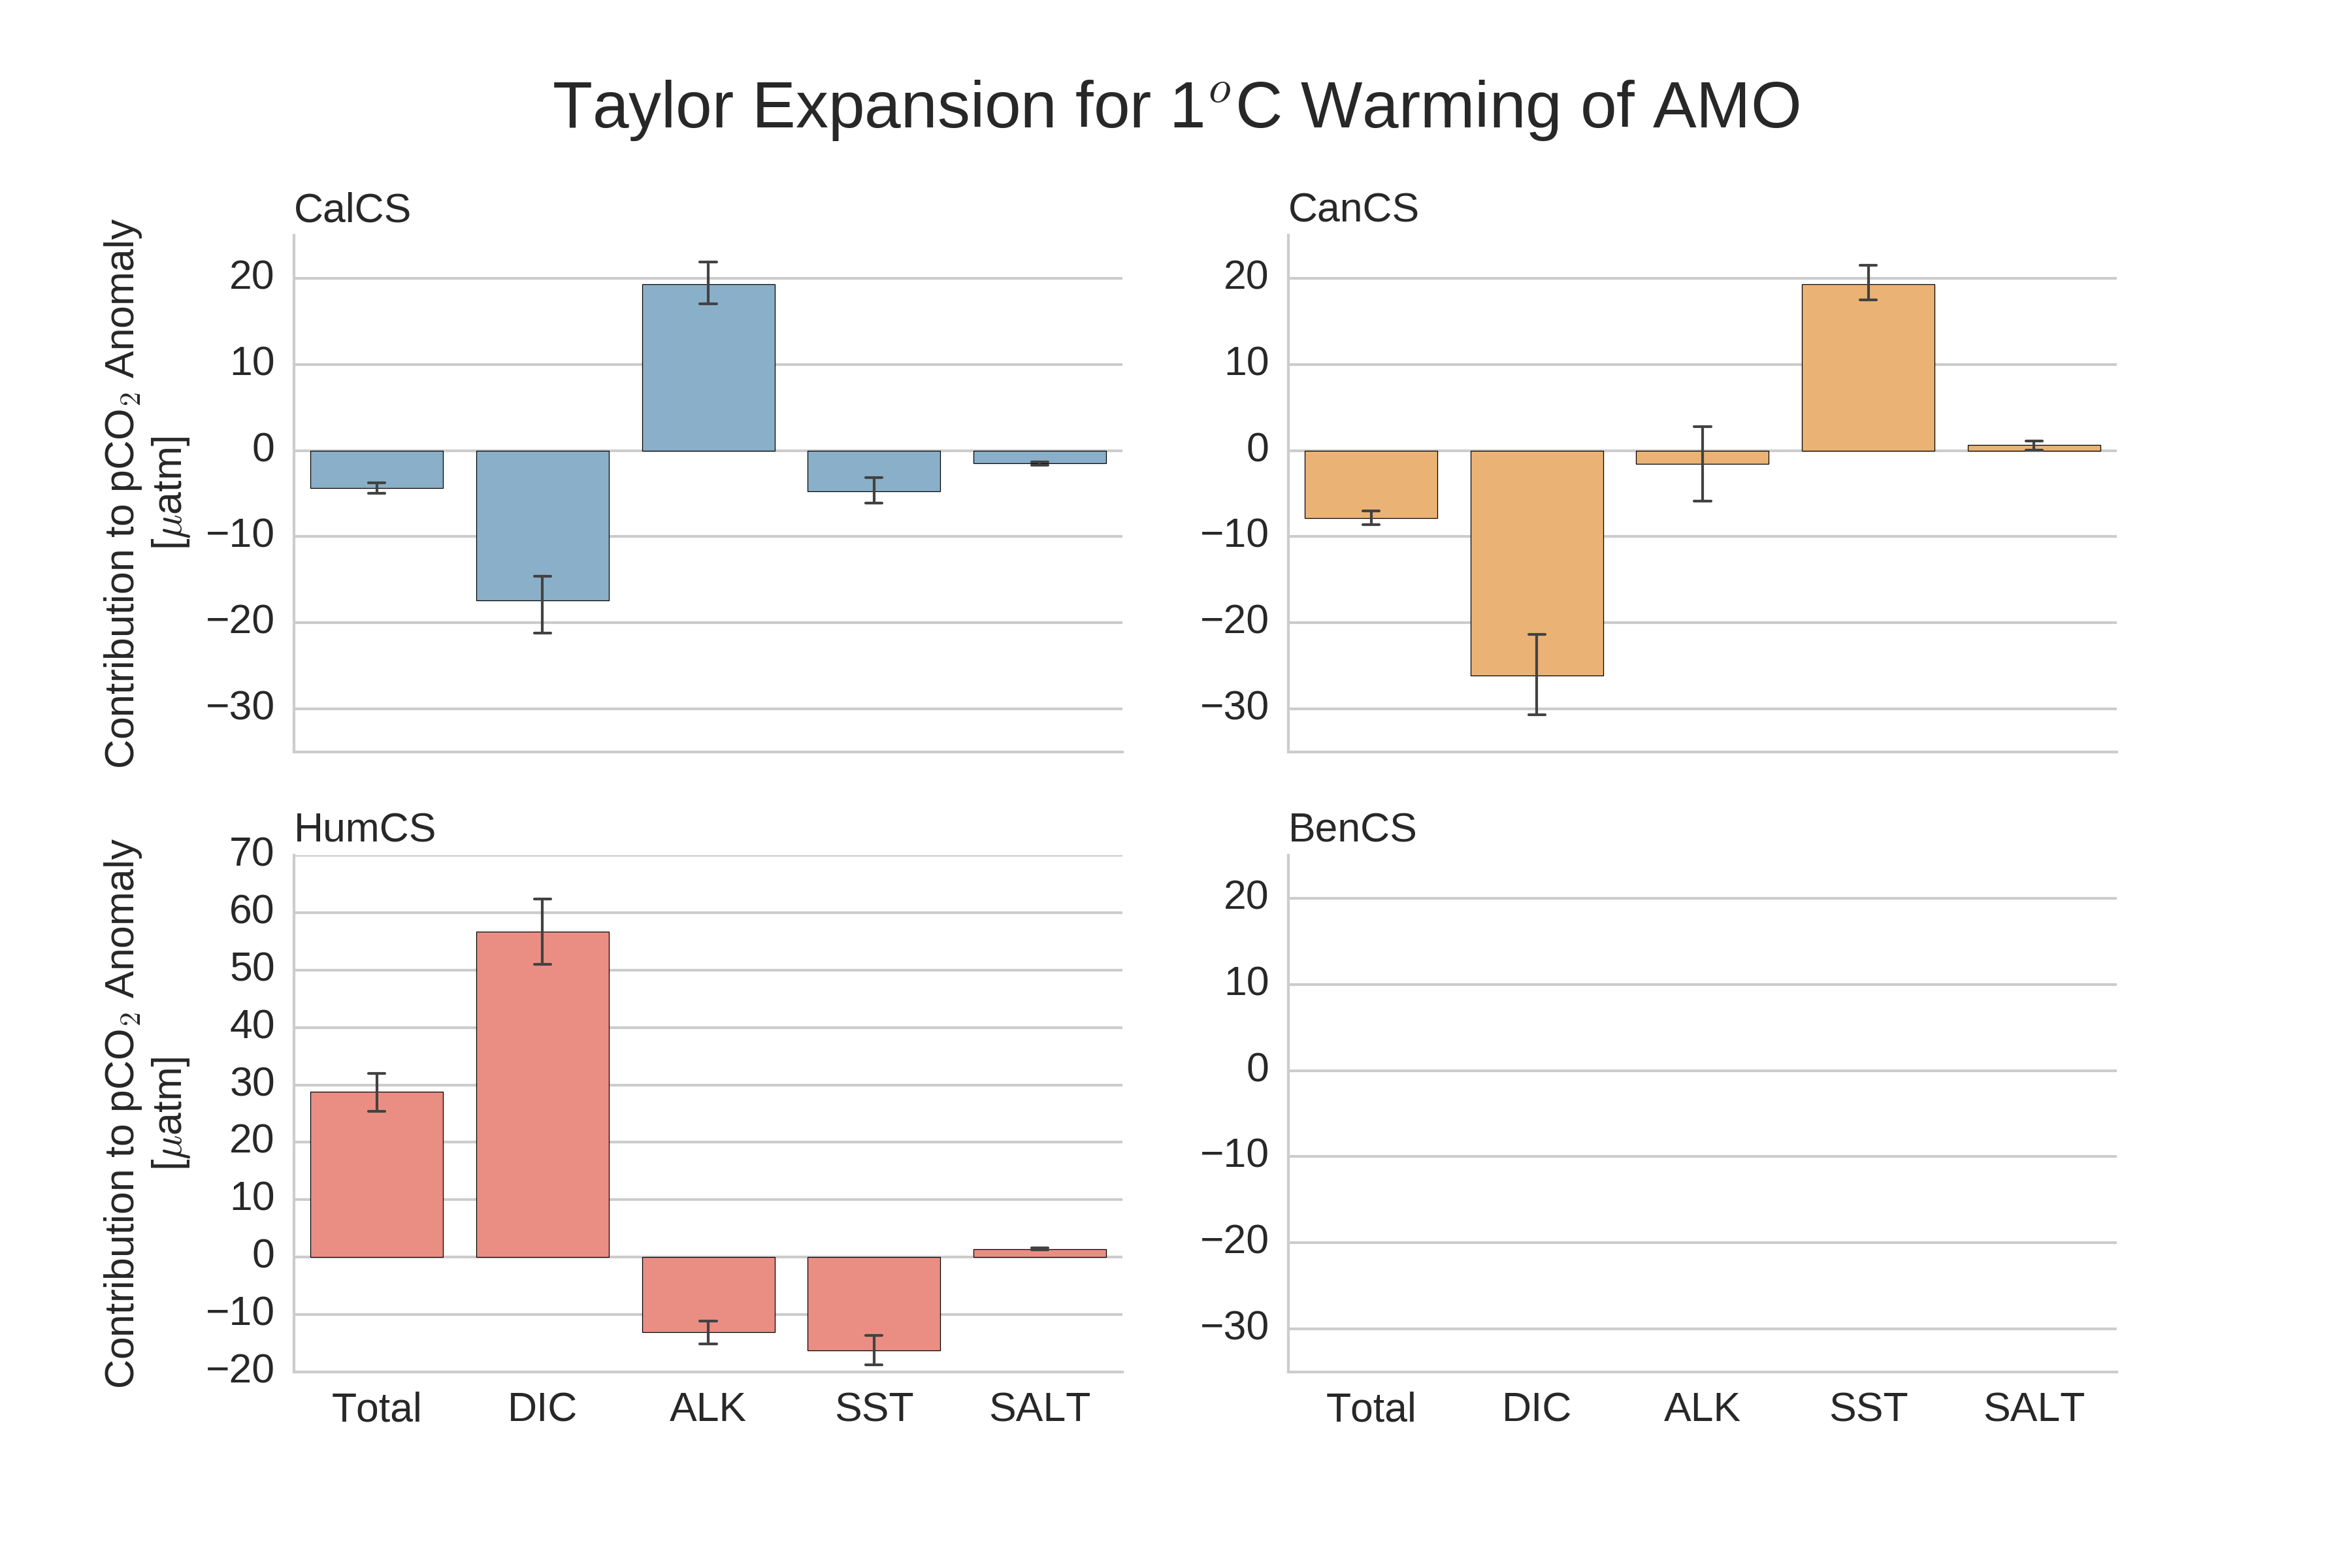 Taylor Expansion for 1°C Warming of AMO
CalCS
Contribution to pCO₂ Anomaly
[μatm]
20
10
0
−10
−20
−30
CanCS
20
10
0
−10
−20
−30
HumCS
Contribution to pCO₂ Anomaly
[μatm]
70
60
50
40
30
20
10
0
−10
−20
Total DIC ALK SST SALT
BenCS
20
10
0
−10
−20
−30
Total DIC ALK SST SALT